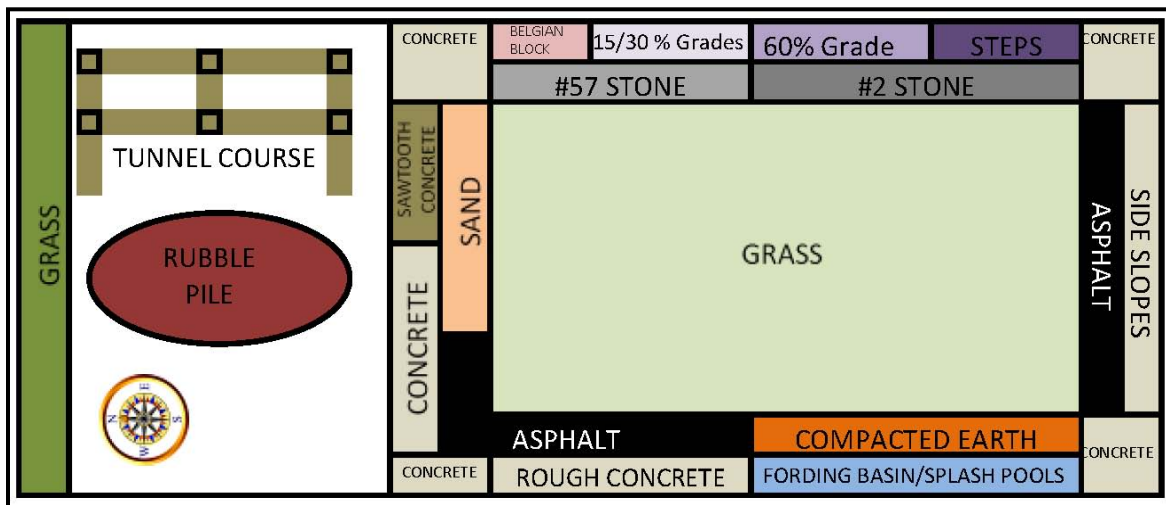 CONCRETE
BELGIAN
BLOCK
15/30 % Grades
60% Grade
STEPS
CONCRETE
#57 STONE
#2 STONE
TUNNEL COURSE
SAWTOOTH
CONCRETE
SAND
GRASS
RUBBLE
PILE
GRASS
ASPHALT
SIDE SLOPES
CONCRETE
E
N
S
W
ASPHALT
COMPACTED EARTH
CONCRETE
CONCRETE
ROUGH CONCRETE
FORDING BASIN/SPLASH POOLS